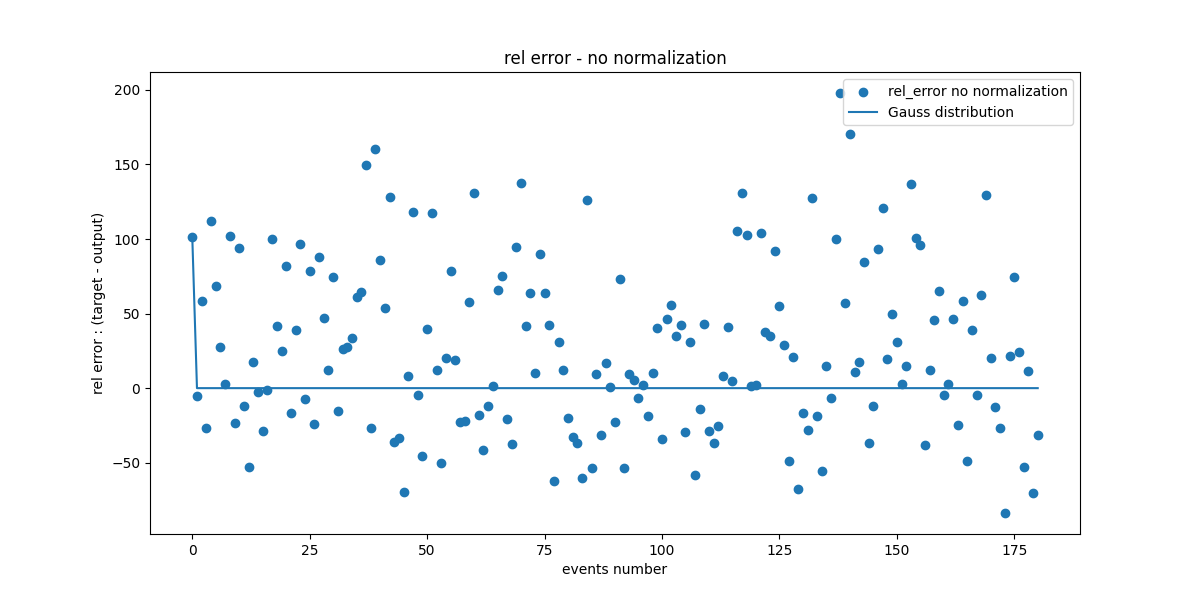 rel error - no normalization
rel_error no normalization
Gauss distribution
rel error : (target - output)
200
150
100
50
0
−50
0
25
50
75
100
125
150
175
events number